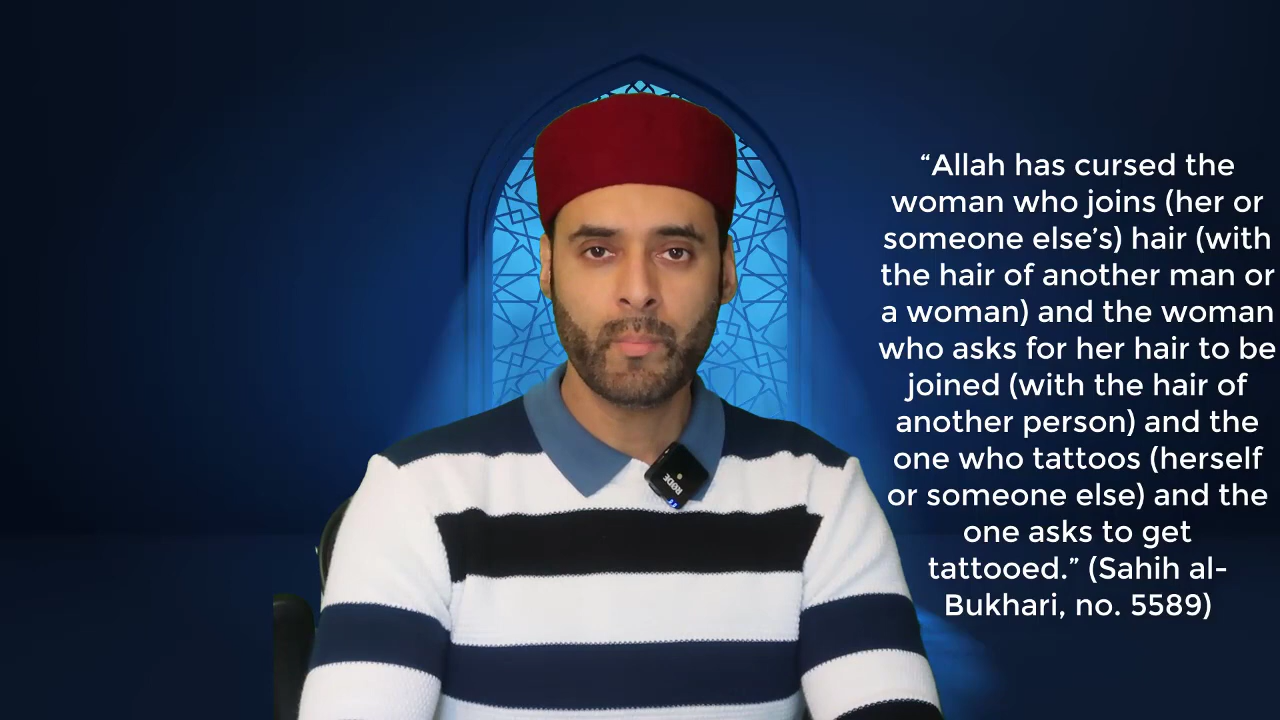 “Allah has cursed the
woman who joins (her or
someone else’s) hair (with
the hair of another man or
a woman) and the woman
who asks for her hair to be
joined (with the hair of
another person) and the
one who tattoos (herself
or someone else) and the
one asks to get
tattooed.” (Sahih al-
Bukhari, no. 5589)
RØDE